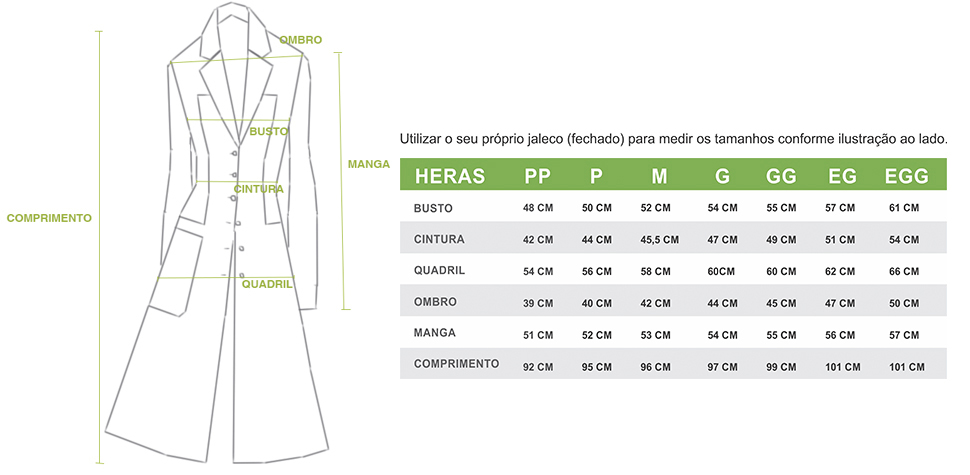 OMBRO
BUSTO
MANGA
CINTURA
COMPRIMENTO
QUADRIL
Utilizar o seu próprio jaleco (fechado) para medir os tamanhos conforme ilustração ao lado.
HERAS PP P M G GG EG EGG
BUSTO 48 CM 50 CM 52 CM 54 CM 55 CM 57 CM 61 CM
CINTURA 42 CM 44 CM 45,5 CM 47 CM 49 CM 51 CM 54 CM
QUADRIL 54 CM 56 CM 58 CM 60CM 60 CM 62 CM 66 CM
OMBRO 39 CM 40 CM 42 CM 44 CM 45 CM 47 CM 50 CM
MANGA 51 CM 52 CM 53 CM 54 CM 55 CM 56 CM 57 CM
COMPRIMENTO 92 CM 95 CM 96 CM 97 CM 99 CM 101 CM 101 CM